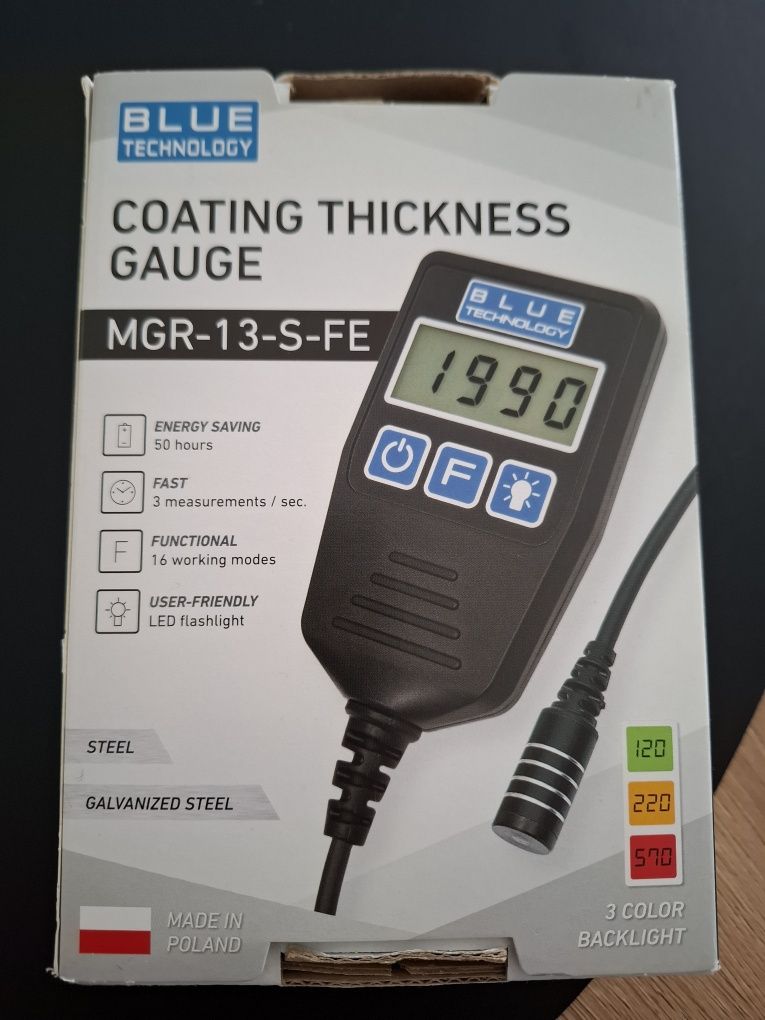 BLUE
TECHNOLOGY
COATING THICKNESS
GAUGE
MGR-13-S-FE
BLUE
TECHNOLOGY
1990
F
ENERGY SAVING
50 hours
FAST
3 measurements / sec.
F
FUNCTIONAL
16 working modes
USER-FRIENDLY
LED flashlight
STEEL
GALVANIZED STEEL
120
220
570
MADE IN
POLAND
3 COLOR
BACKLIGHT